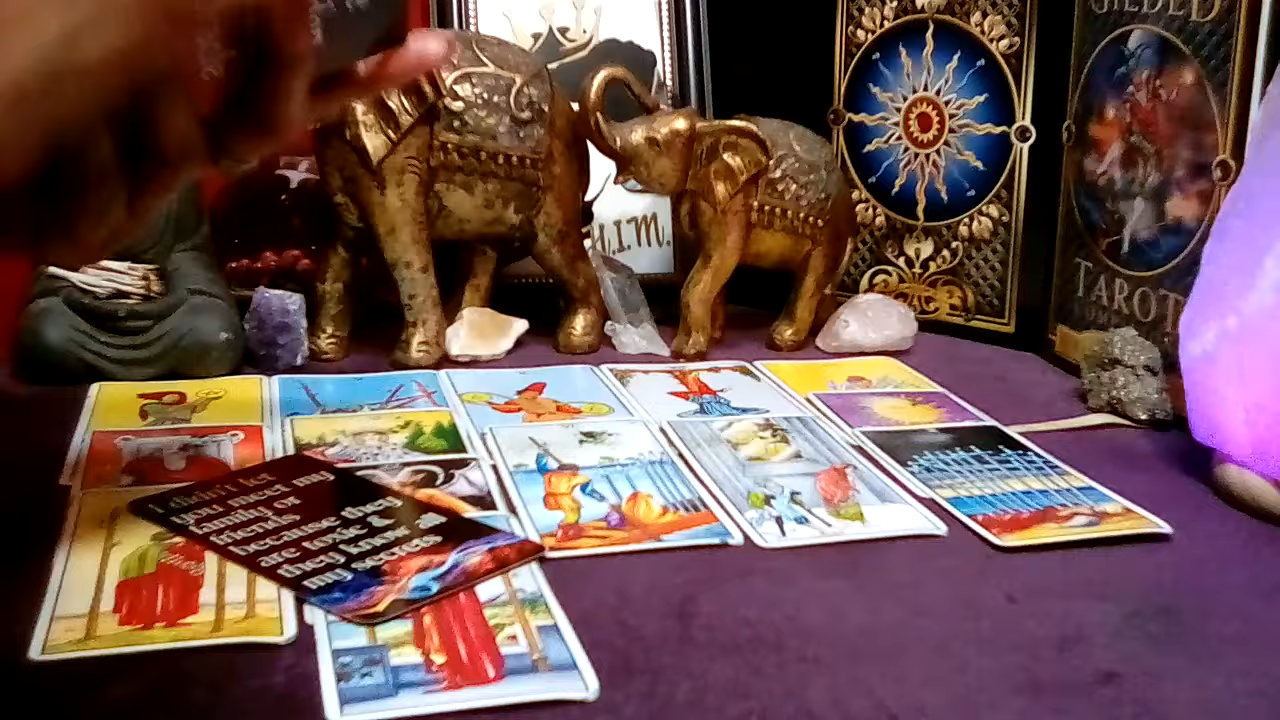 GILDED
H.I.M.
TAROT
I didn't let
you meet my
family or
friends
because they
are toxic &
they know all
my secrets